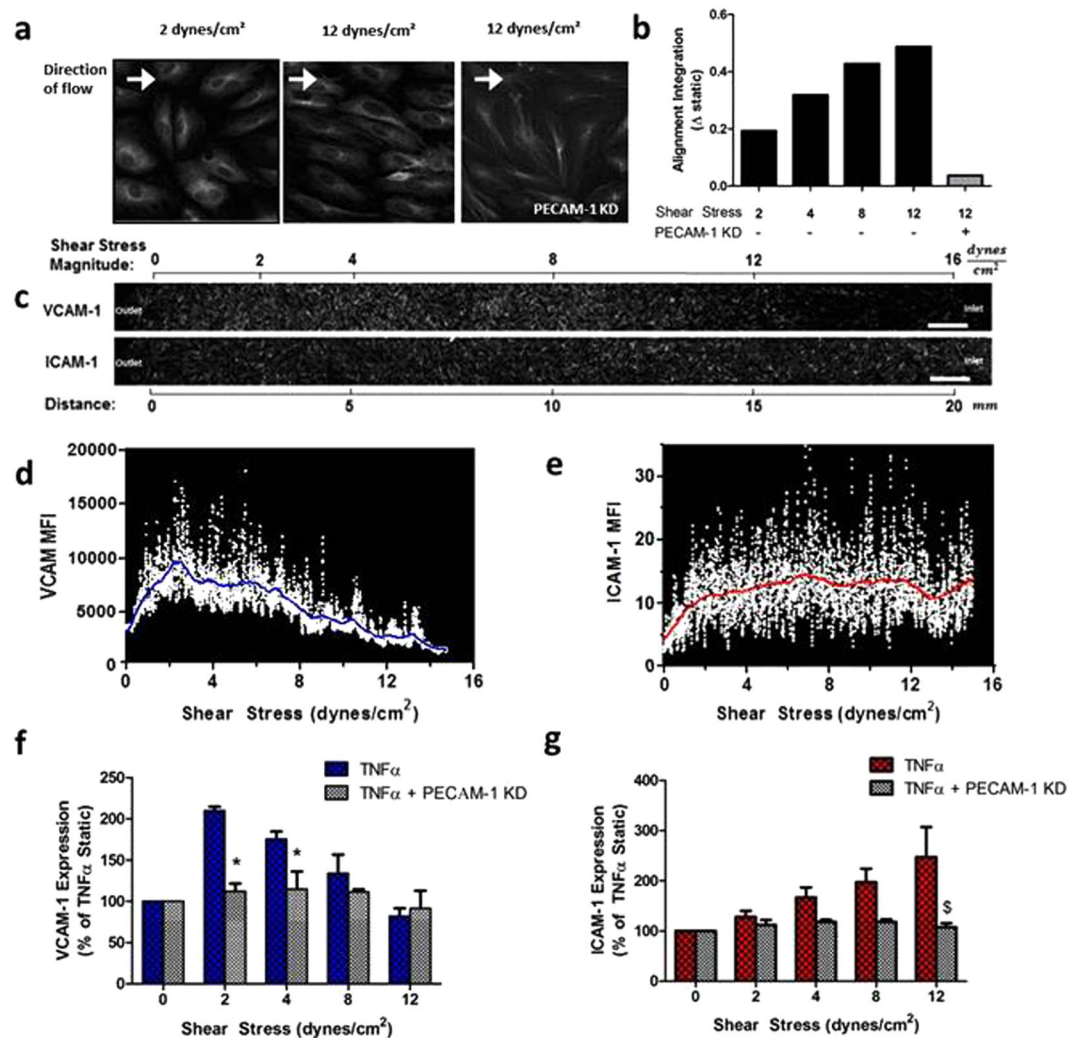 a
2 dynes/cm²
12 dynes/cm²
12 dynes/cm²
Direction of flow
PECAM-1 KD
b
Alignment Integration (Δ static)
0.6
0.4
0.2
0.0
Shear Stress 2 4 8 12 12
PECAM-1 KD - - - - +
Shear Stress Magnitude: 0 2 4 8 12 16 dynes/cm²
c
VCAM-1
Outlet
Inlet
ICAM-1
Outlet
Inlet
Distance: 0 5 10 15 20 mm
d
VCAM MFI
20000
15000
10000
5000
0
0 4 8 12 16
Shear Stress (dynes/cm²)
e
ICAM-1 MFI
30
20
10
0
0 4 8 12 16
Shear Stress (dynes/cm²)
f
TNFα
TNFα + PECAM-1 KD
VCAM-1 Expression (% of TNFα Static)
250
200
150
100
50
0
* *
0 2 4 8 12
Shear Stress (dynes/cm²)
g
TNFα
TNFα + PECAM-1 KD
ICAM-1 Expression (% of TNFα Static)
400
300
200
100
0
$
0 2 4 8 12
Shear Stress (dynes/cm²)